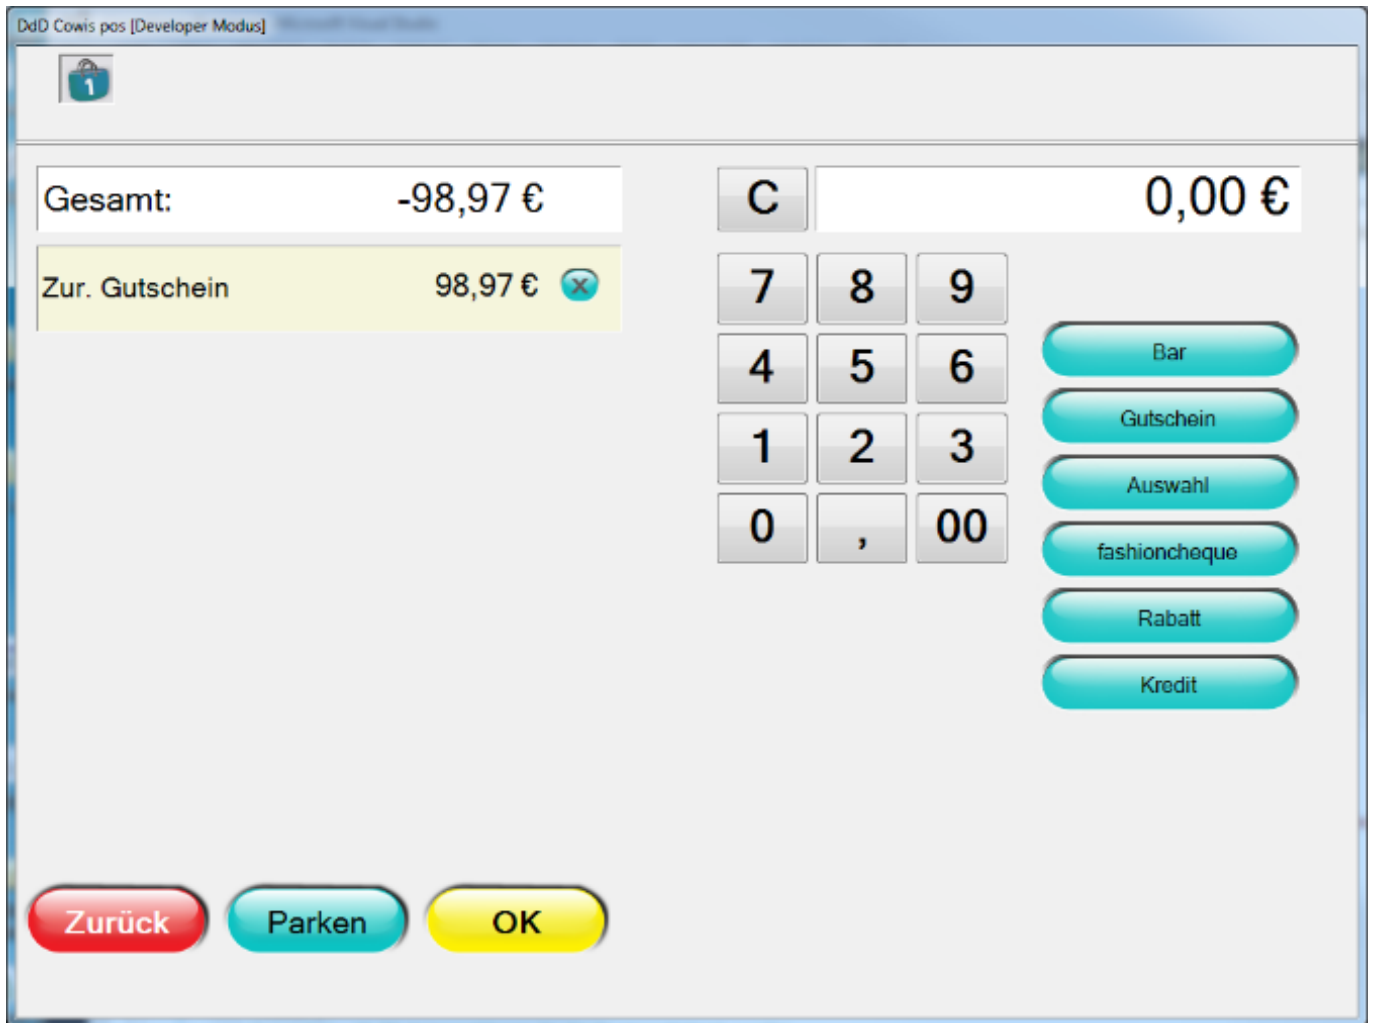 DdD Cowis pos [Developer Modus]
1
Gesamt: -98,97 €
C 0,00 €
Zur. Gutschein 98,97 € x
7 8 9
4 5 6
1 2 3
0 , 00
Bar
Gutschein
Auswahl
fashioncheque
Rabatt
Kredit
Zurück Parken OK